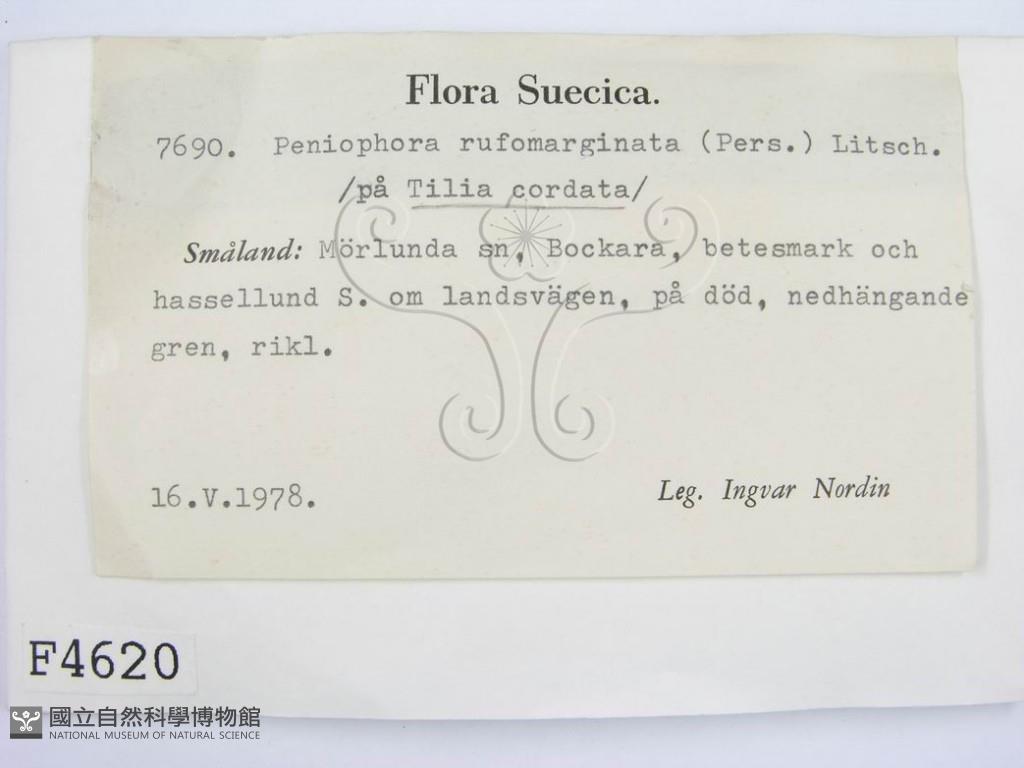 Flora Suecica.
7690. Peniophora rufomarginata (Pers.) Litsch.
/på Tilia cordata/
Småland: Mörlunda sn, Bockara, betesmark och
hassellund S. om landsvägen, på död, nedhängande
gren, rikl.
16.V.1978.
Leg. Ingvar Nordin
F4620
國立自然科學博物館
NATIONAL MUSEUM OF NATURAL SCIENCE